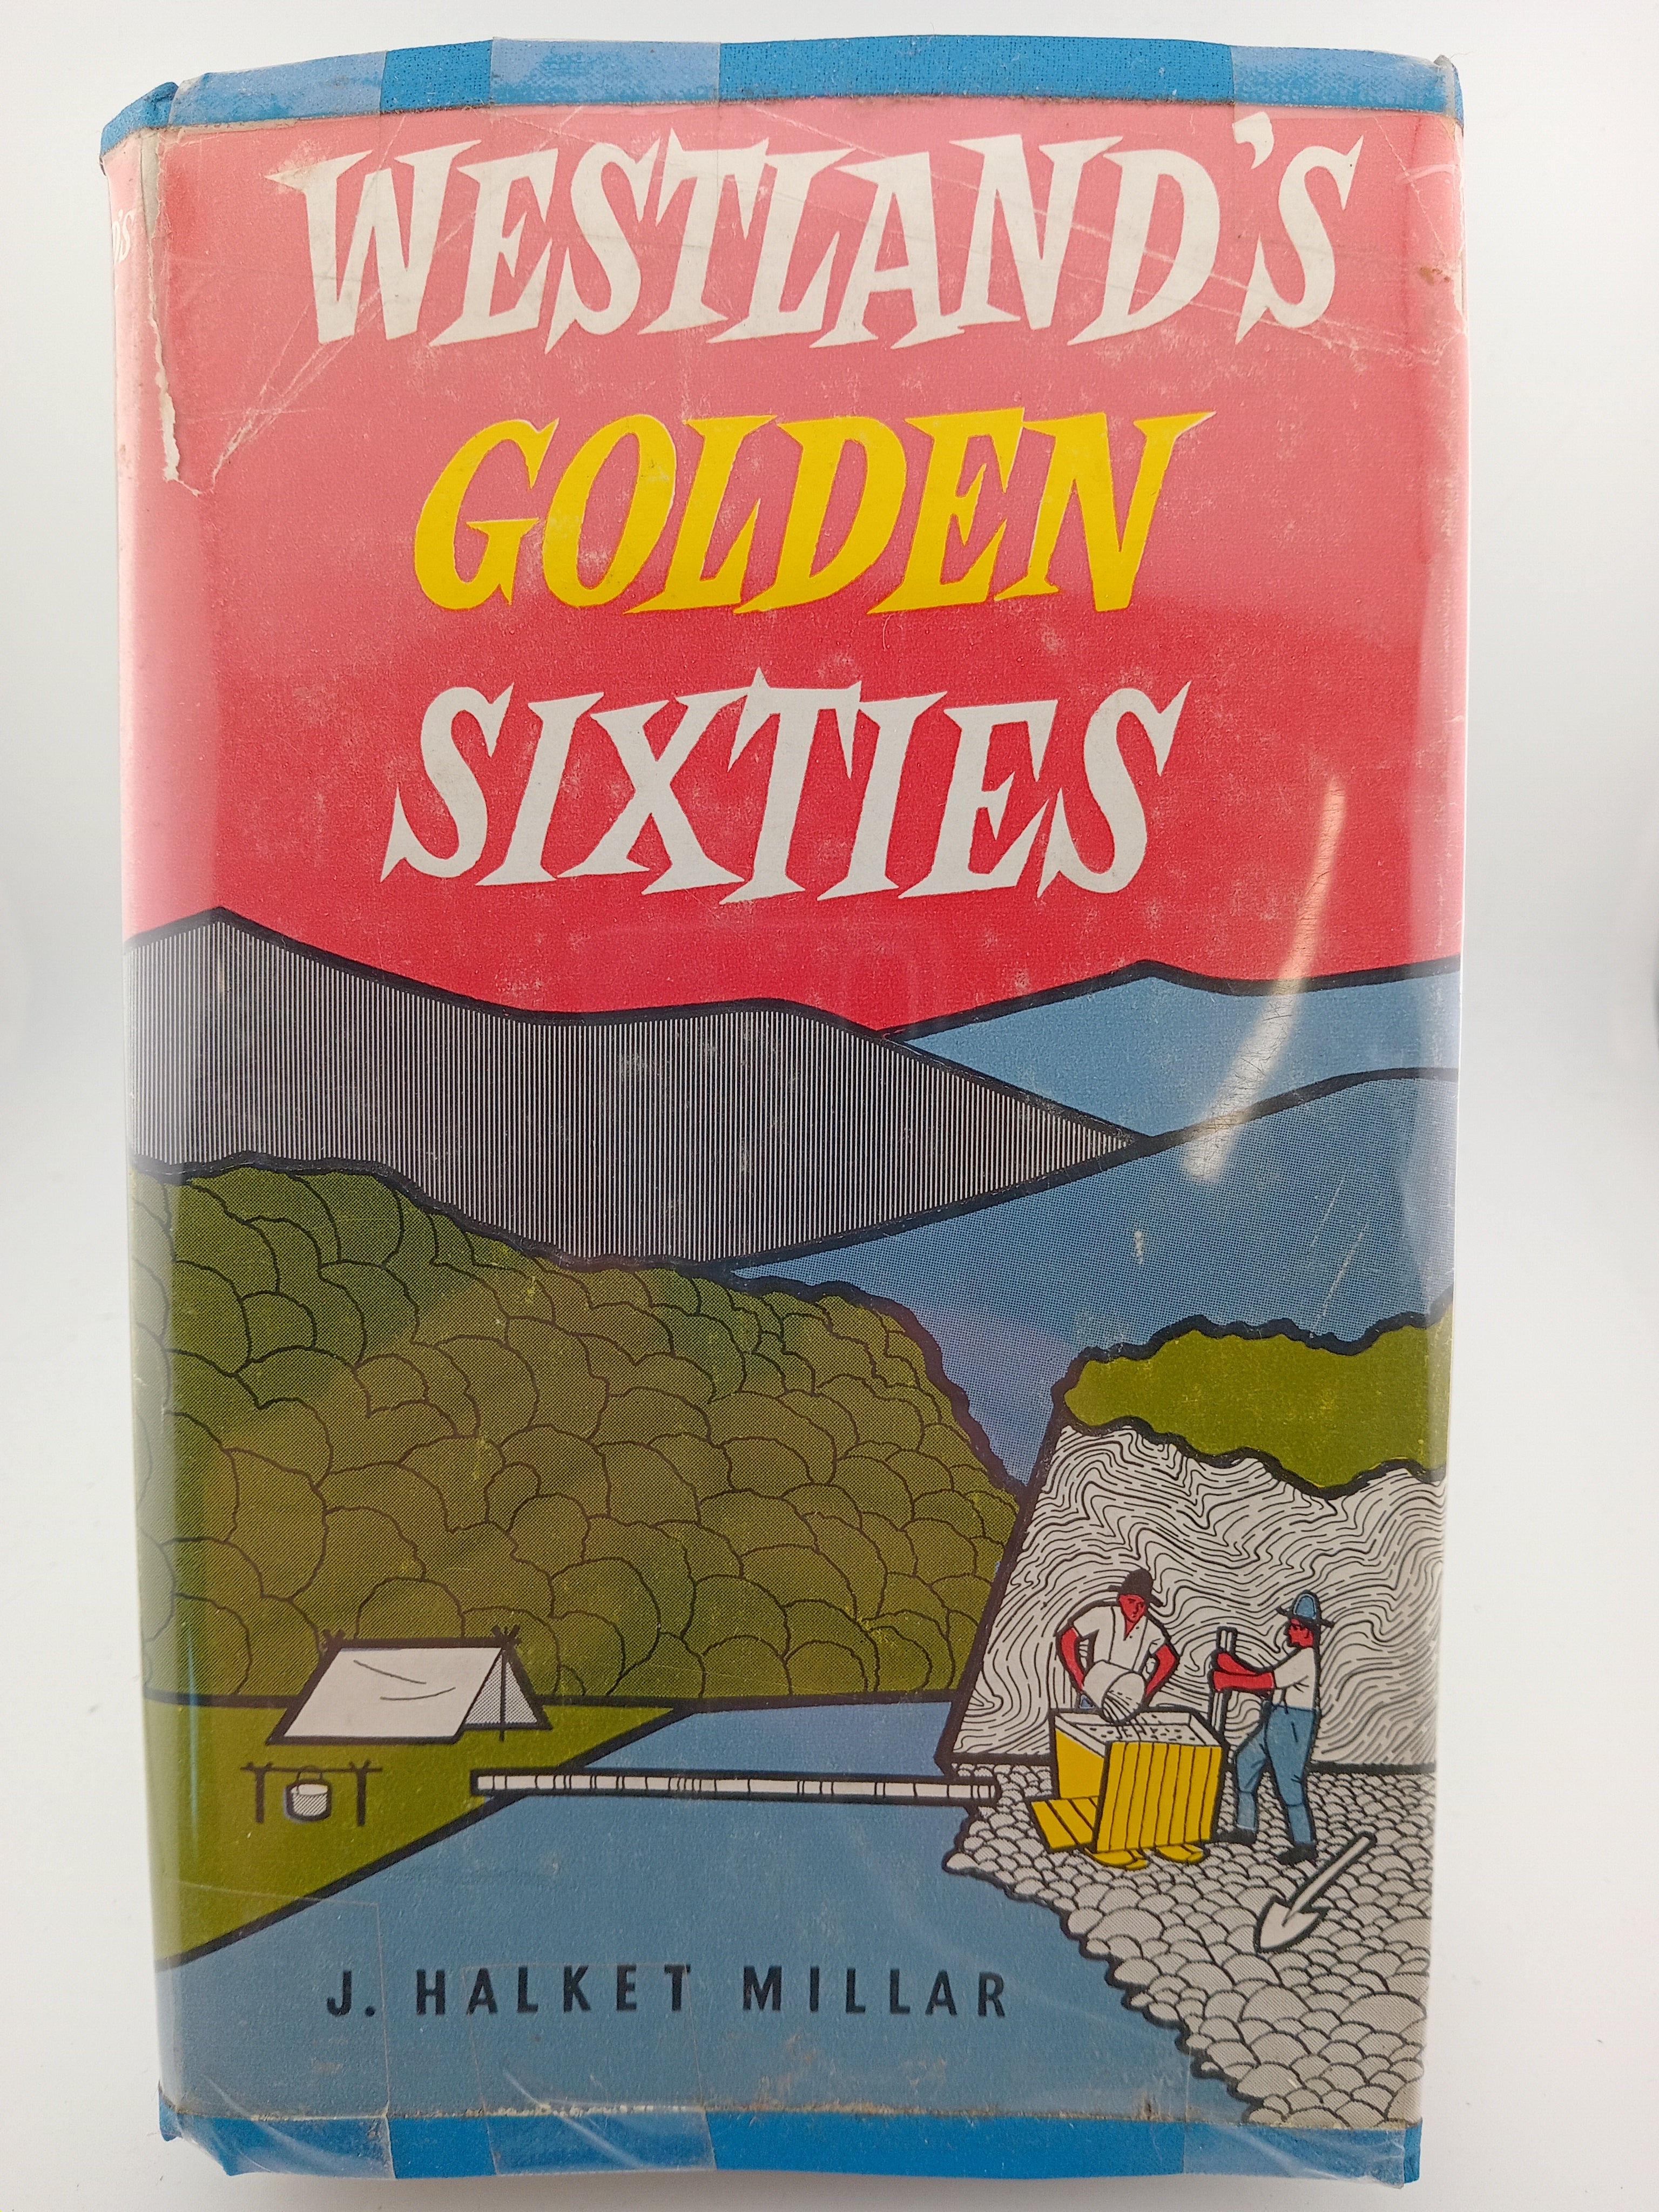 WESTLAND'S
GOLDEN
SIXTIES
J. HALKET MILLAR